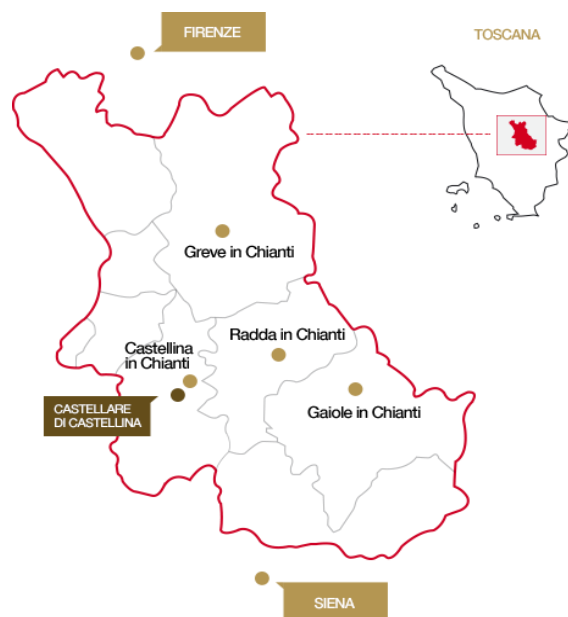 FIRENZE
TOSCANA
Greve in Chianti
Radda in Chianti
Castellina
in Chianti
CASTELLARE
DI CASTELLINA
Gaiole in Chianti
SIENA